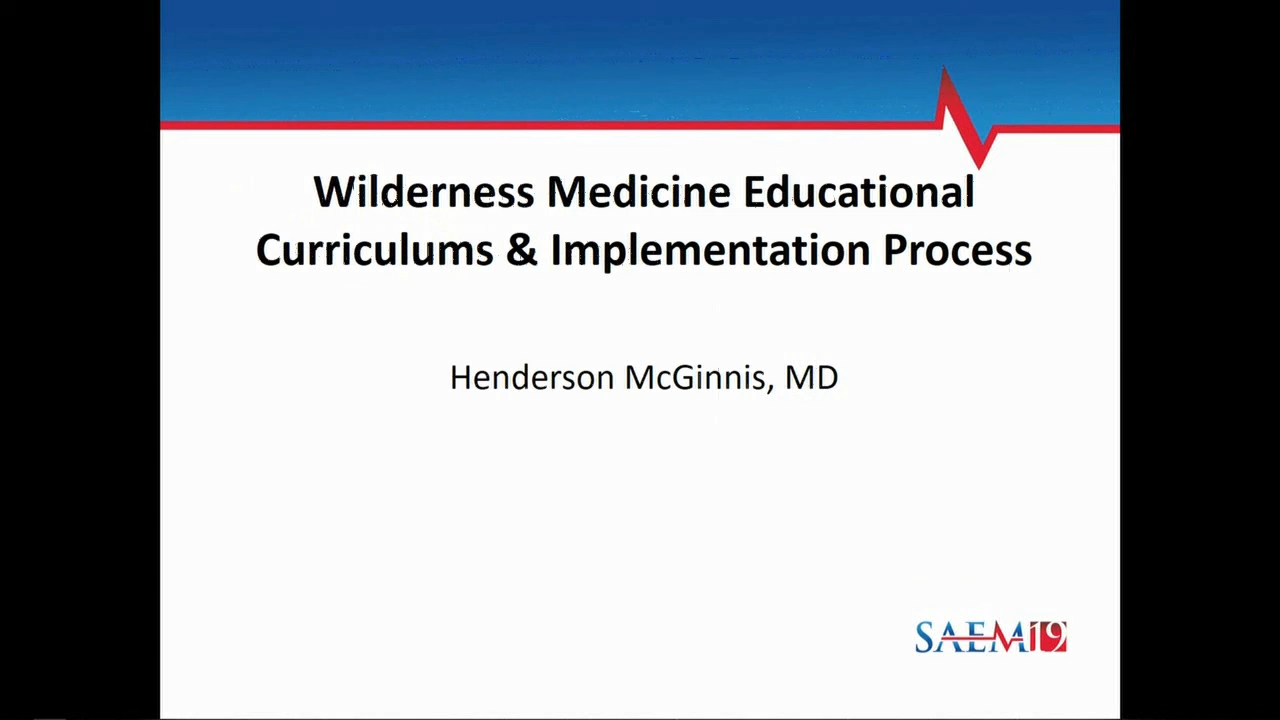 Wilderness Medicine Educational
Curriculums & Implementation Process
Henderson McGinnis, MD
SAEM19